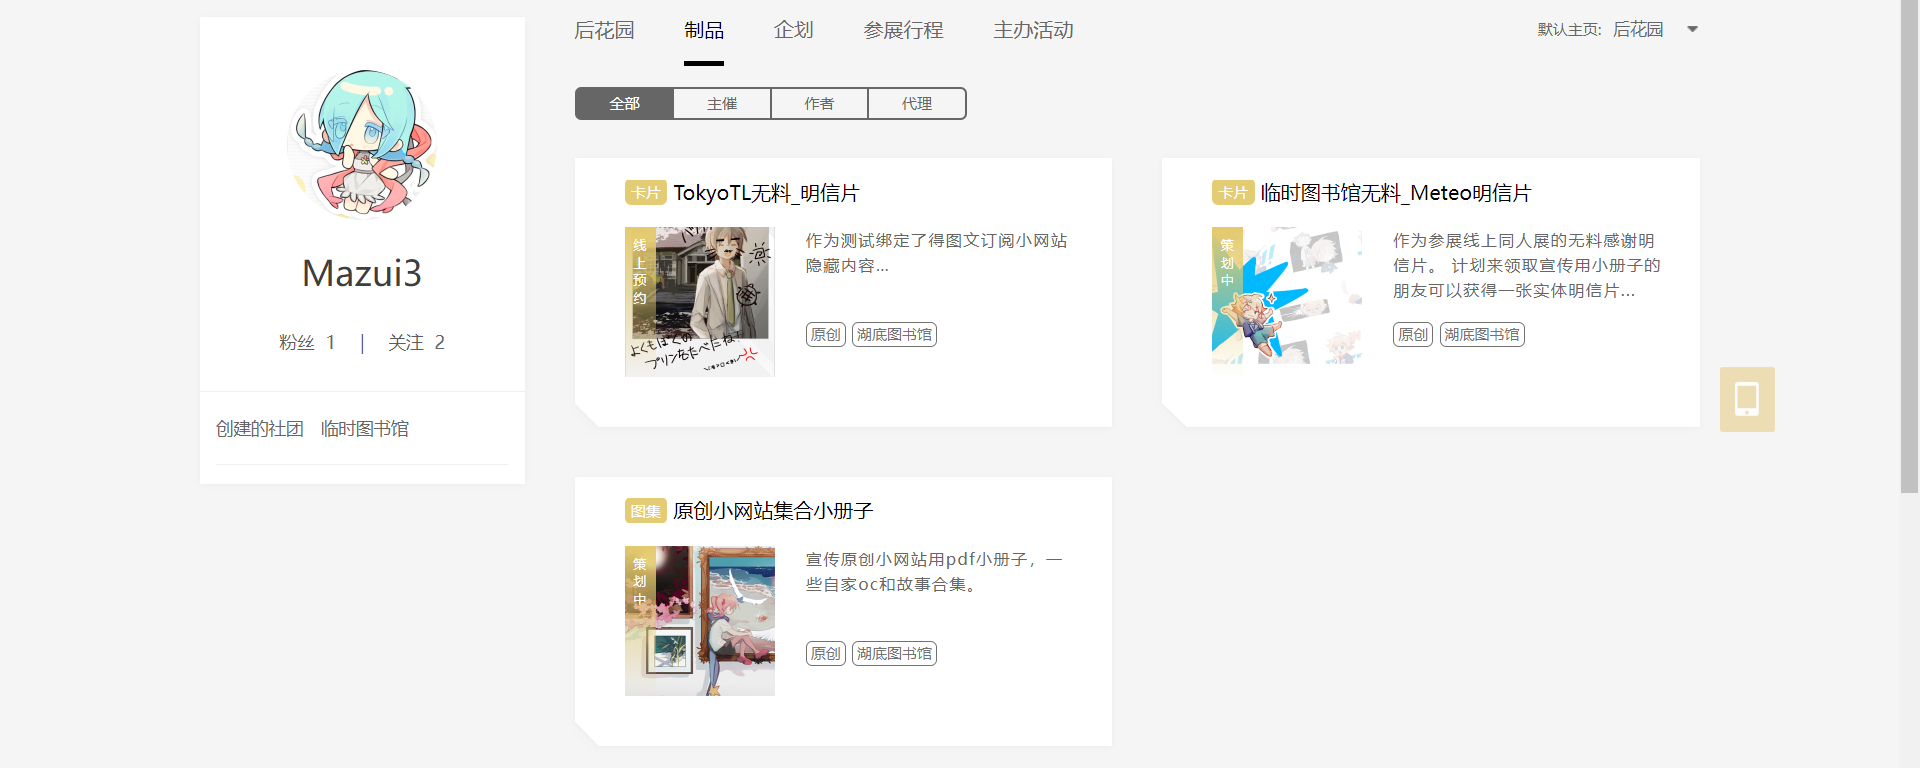 后花园 制品 企划 参展行程 主办活动
默认主页: 后花园
全部 主催 作者 代理
Mazui3
粉丝 1 | 关注 2
创建的社团 临时图书馆
卡片 TokyoTL无料_明信片
线上预约
よくもぼくの
プリンをたべたね!
作为测试绑定了得图文订阅小网站
隐藏内容...
原创 湖底图书馆
卡片 临时图书馆无料_Meteo明信片
策划中
作为参展线上同人展的无料感谢明
信片。 计划来领取宣传用小册子的
朋友可以获得一张实体明信片...
原创 湖底图书馆
图集 原创小网站集合小册子
策划中
宣传原创小网站用pdf小册子，一
些自家oc和故事合集。
原创 湖底图书馆